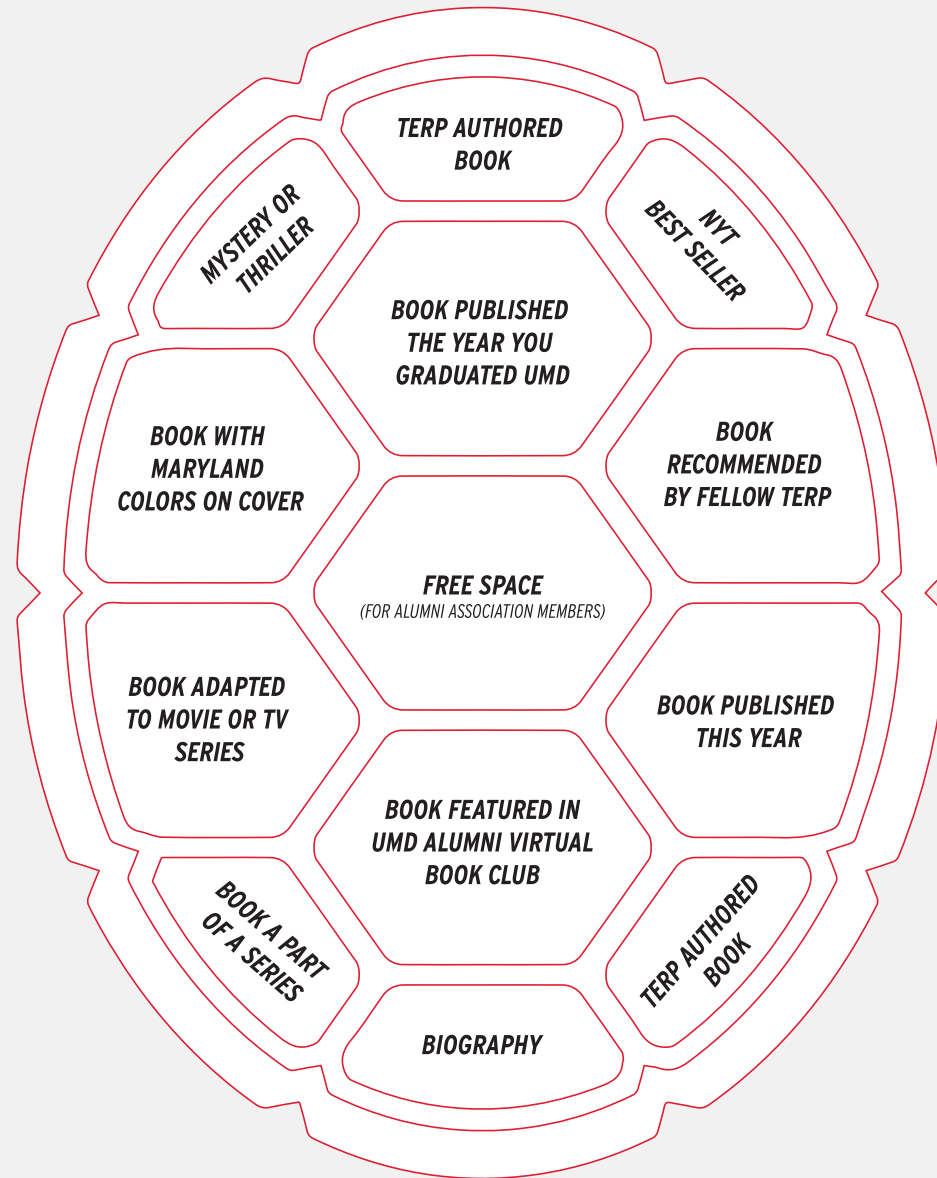 TERP AUTHORED
BOOK
MYSTERY OR
THRILLER
NYT
BEST SELLER
BOOK PUBLISHED
THE YEAR YOU
GRADUATED UMD
BOOK WITH
MARYLAND
COLORS ON COVER
BOOK
RECOMMENDED
BY FELLOW TERP
FREE SPACE
(FOR ALUMNI ASSOCIATION MEMBERS)
BOOK ADAPTED
TO MOVIE OR TV
SERIES
BOOK PUBLISHED
THIS YEAR
BOOK FEATURED IN
UMD ALUMNI VIRTUAL
BOOK CLUB
BOOK A PART
OF A SERIES
TERP AUTHORED
BOOK
BIOGRAPHY